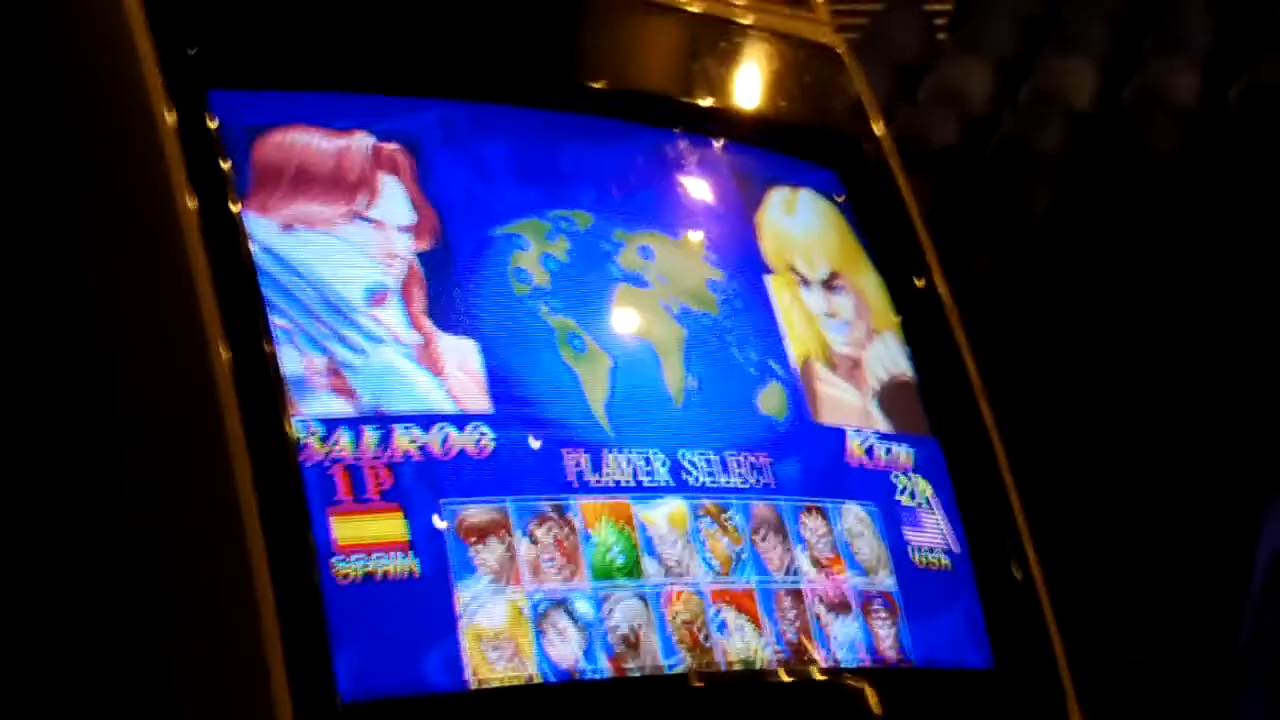 BALROG
1P
SPAIN
PLAYER SELECT
KEN
2P
USA